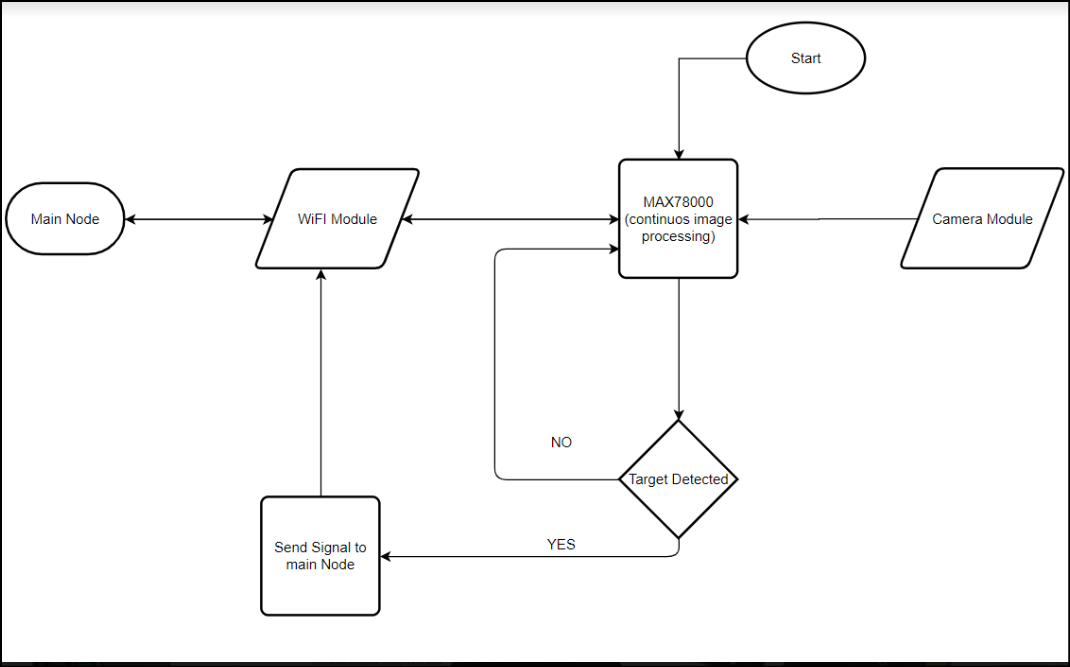 Start
Main Node
WiFI Module
MAX78000
(continuos image
processing)
Camera Module
NO
Target Detected
YES
Send Signal to
main Node